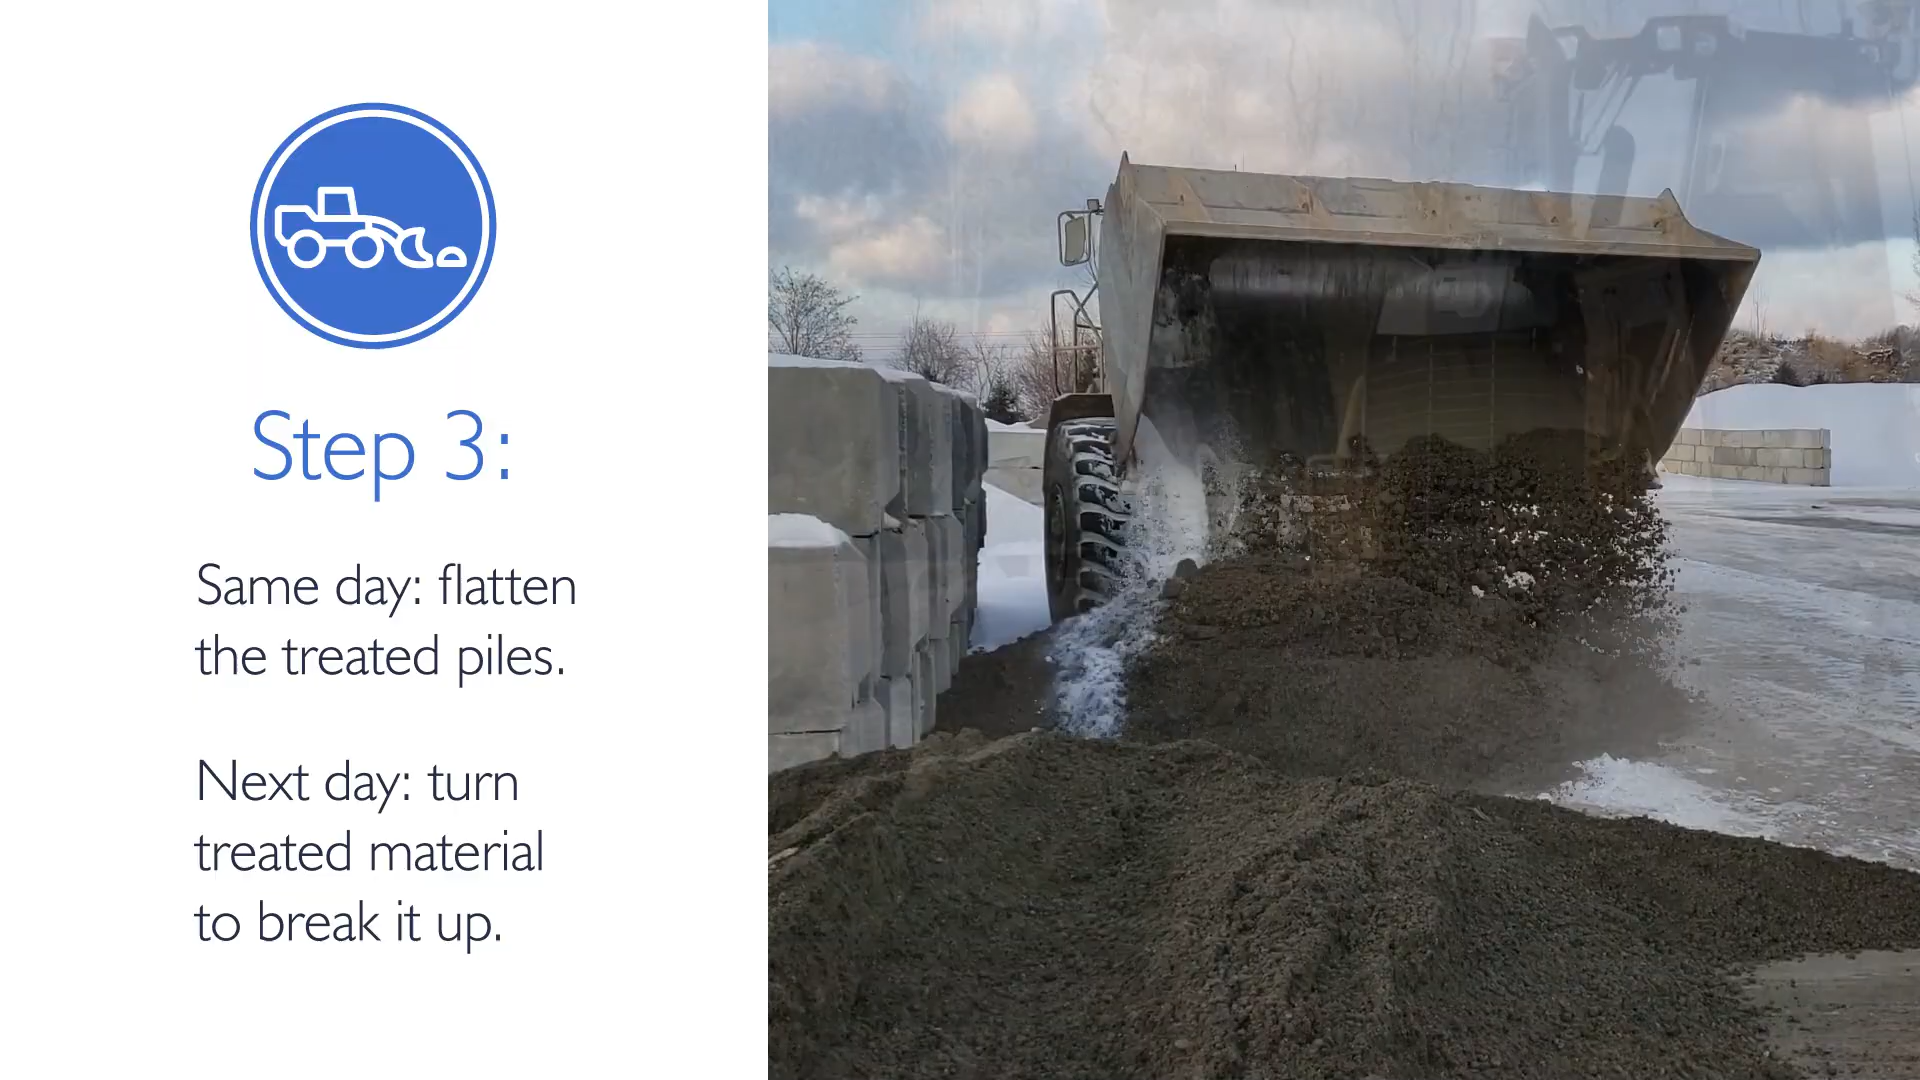 Step 3:
Same day: flatten
the treated piles.
Next day: turn
treated material
to break it up.